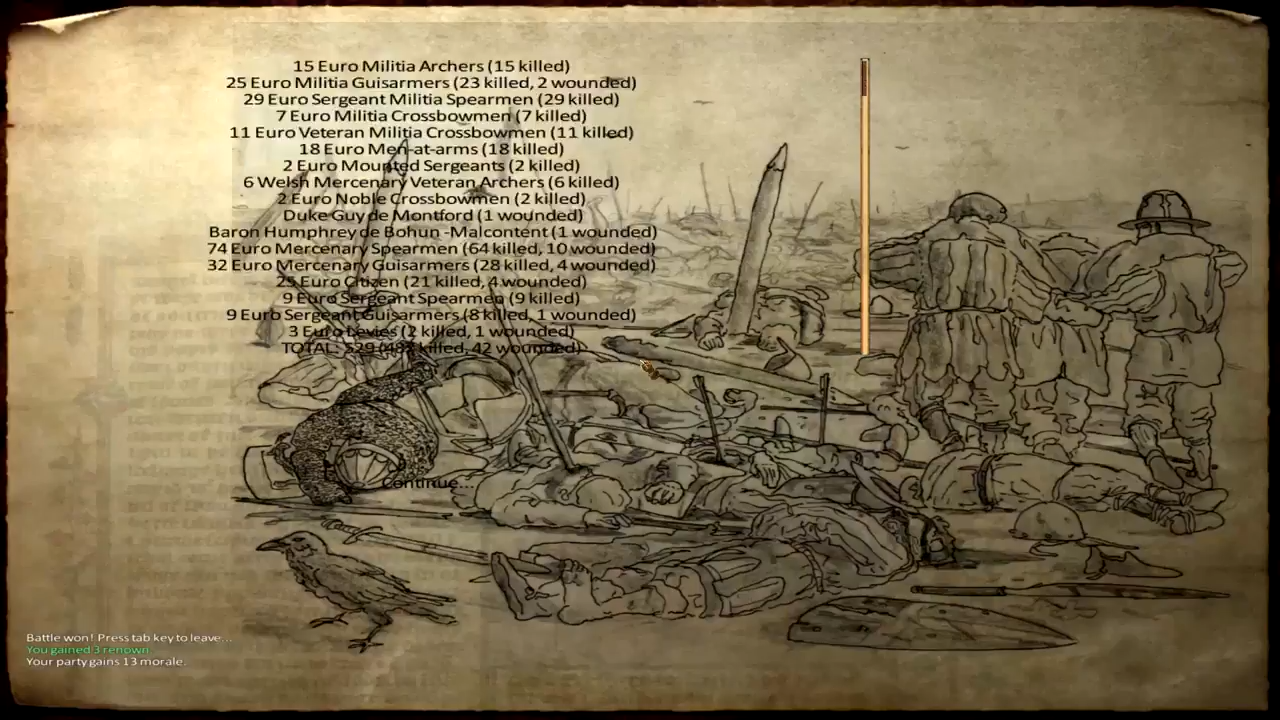 15 Euro Militia Archers (15 killed)
25 Euro Militia Guisarmers (23 killed, 2 wounded)
29 Euro Sergeant Militia Spearmen (29 killed)
7 Euro Militia Crossbowmen (7 killed)
11 Euro Veteran Militia Crossbowmen (11 killed)
18 Euro Men-at-arms (18 killed)
2 Euro Mounted Sergeants (2 killed)
6 Welsh Mercenary Veteran Archers (6 killed)
2 Euro Noble Crossbowmen (2 killed)
Duke Guy de Montford (1 wounded)
Baron Humphrey de Bohun -Malcontent (1 wounded)
74 Euro Mercenary Spearmen (64 killed, 10 wounded)
32 Euro Mercenary Guisarmers (28 killed, 4 wounded)
25 Euro Citizen (21 killed, 4 wounded)
9 Euro Sergeant Spearmen (9 killed)
9 Euro Sergeant Guisarmers (8 killed, 1 wounded)
3 Euro Levies (2 killed, 1 wounded)
TOTAL: 529 killed, 42 wounded)
Continue...
Battle won! Press tab key to leave...
You gained 3 renown.
Your party gains 13 morale.